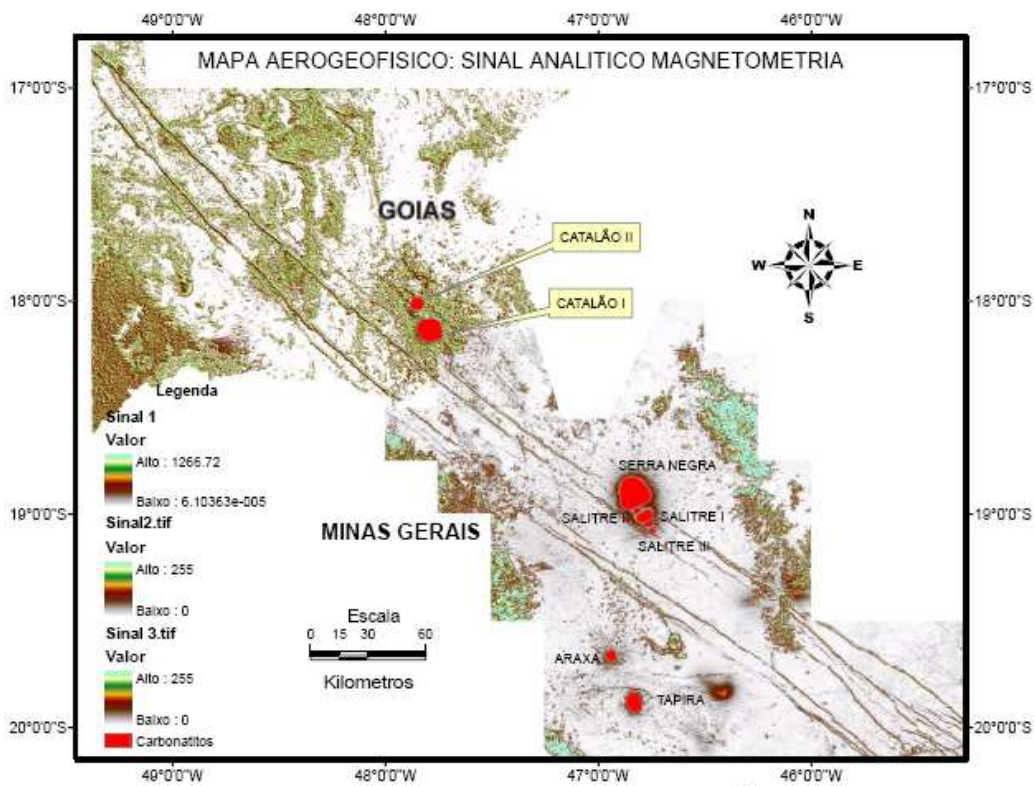 49°0'0"W 48°0'0"W 47°0'0"W 46°0'0"W
MAPA AEROGEOFISICO: SINAL ANALITICO MAGNETOMETRIA
17°0'0"S 17°0'0"S
GOIAS
CATALÃO II
N
W E
S
18°0'0"S 18°0'0"S
CATALÃO I
Legenda
Sinal 1
Valor
Alto : 1266.72
Baixo : 6.10363e-005
SERRA NEGRA
19°0'0"S 19°0'0"S
SALITRE II SALITRE I
SALITRE III
MINAS GERAIS
Sinal2.tif
Valor
Alto : 255
Baixo : 0
Escala
0 15 30 60
Kilometros
Sinal 3.tif
Valor
Alto : 255
Baixo : 0
ARAXA
TAPIRA
20°0'0"S 20°0'0"S
Carbonatitos
49°0'0"W 48°0'0"W 47°0'0"W 46°0'0"W